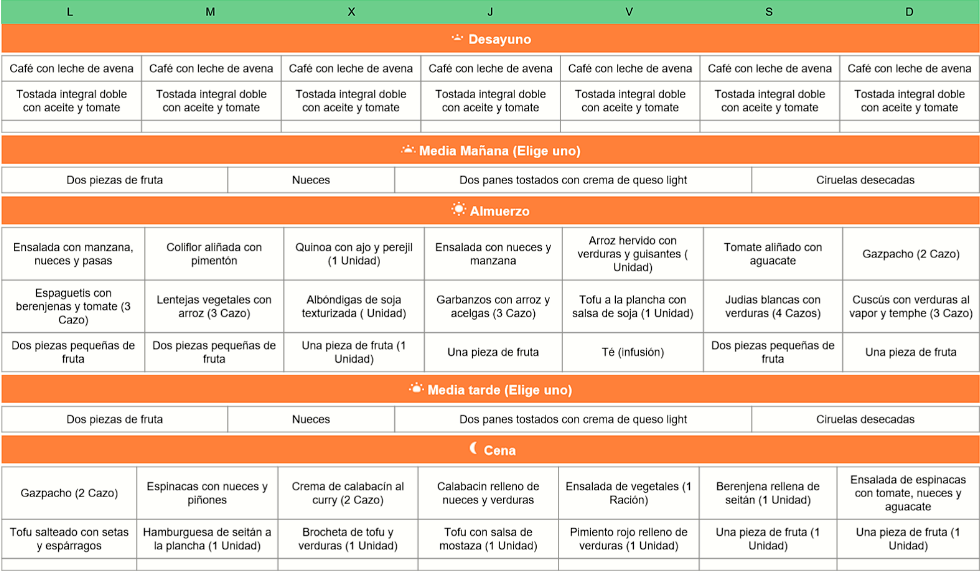 L M X J V S D
Desayuno
Café con leche de avena Café con leche de avena Café con leche de avena Café con leche de avena Café con leche de avena Café con leche de avena Café con leche de avena
Tostada integral doble Tostada integral doble Tostada integral doble Tostada integral doble Tostada integral doble Tostada integral doble Tostada integral doble
con aceite y tomate con aceite y tomate con aceite y tomate con aceite y tomate con aceite y tomate con aceite y tomate con aceite y tomate
Media Mañana (Elige uno)
Dos piezas de fruta Nueces Dos panes tostados con crema de queso light Ciruelas desecadas
Almuerzo
Ensalada con manzana,
nueces y pasas
Coliflor aliñada con
pimentón
Quinoa con ajo y perejil
(1 Unidad)
Ensalada con nueces y
manzana
Arroz hervido con
verduras y guisantes (
Unidad)
Tomate aliñado con
aguacate
Gazpacho (2 Cazo)
Espaguetis con
berenjenas y tomate (3
Cazo)
Lentejas vegetales con
arroz (3 Cazo)
Albóndigas de soja
texturizada ( Unidad)
Garbanzos con arroz y
acelgas (3 Cazo)
Tofu a la plancha con
salsa de soja (1 Unidad)
Judias blancas con
verduras (4 Cazos)
Cuscús con verduras al
vapor y temphe (3 Cazo)
Dos piezas pequeñas de
fruta
Dos piezas pequeñas de
fruta
Una pieza de fruta (1
Unidad)
Una pieza de fruta
Té (infusión)
Dos piezas pequeñas de
fruta
Una pieza de fruta
Media tarde (Elige uno)
Dos piezas de fruta Nueces Dos panes tostados con crema de queso light Ciruelas desecadas
Cena
Gazpacho (2 Cazo)
Espinacas con nueces y
piñones
Crema de calabacín al
curry (2 Cazo)
Calabacin relleno de
nueces y verduras
Ensalada de vegetales (1
Ración)
Berenjena rellena de
seitán (1 Unidad)
Ensalada de espinacas
con tomate, nueces y
aguacate
Tofu salteado con setas
y espárragos
Hamburguesa de seitán a
la plancha (1 Unidad)
Brocheta de tofu y
verduras (1 Unidad)
Tofu con salsa de
mostaza (1 Unidad)
Pimiento rojo relleno de
verduras (1 Unidad)
Una pieza de fruta (1
Unidad)
Una pieza de fruta (1
Unidad)